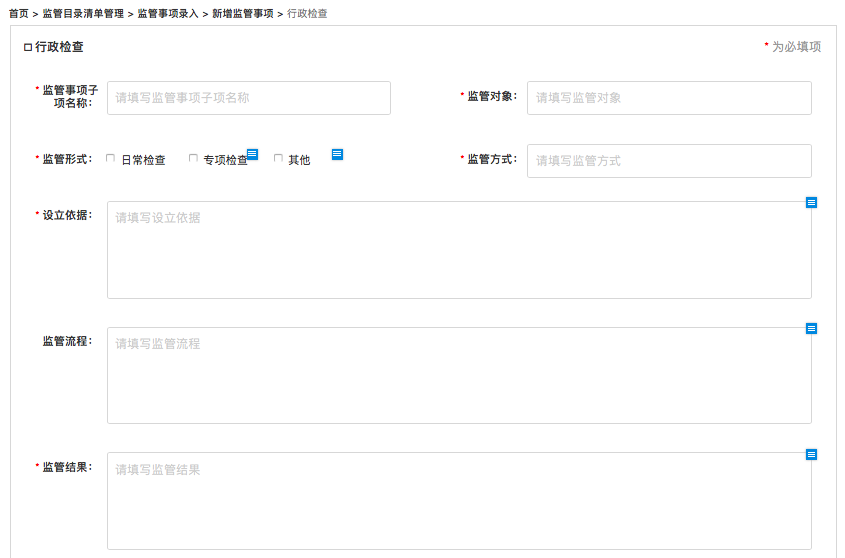 首页 > 监管目录清单管理 > 监管事项录入 > 新增监管事项 > 行政检查
行政检查
* 为必填项
* 监管事项子
项名称：
请填写监管事项子项名称
* 监管对象：
请填写监管对象
* 监管形式：
日常检查
专项检查
其他
* 监管方式：
请填写监管方式
* 设立依据：
请填写设立依据
监管流程：
请填写监管流程
* 监管结果：
请填写监管结果